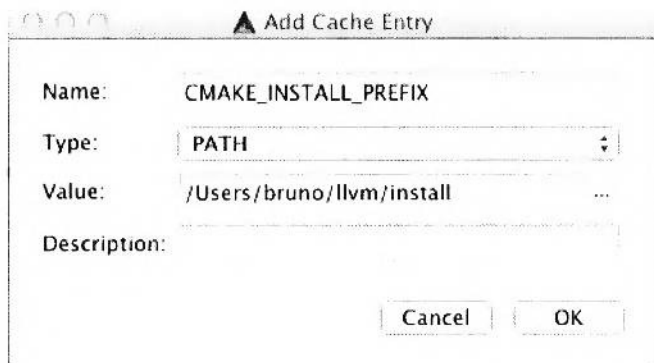 Add Cache Entry
Name: CMAKE_INSTALL_PREFIX
Type: PATH
Value: /Users/bruno/llvm/install ...
Description:
Cancel OK